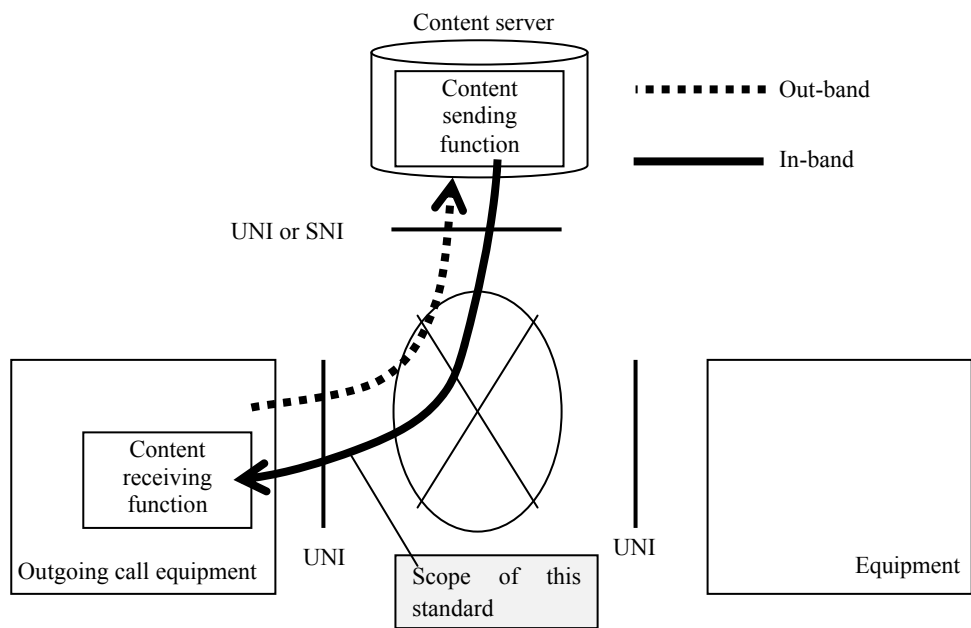 Content server
Content
sending
function
Out-band
In-band
UNI or SNI
Content
receiving
function
Outgoing call equipment
UNI
Scope of this
standard
UNI
Equipment